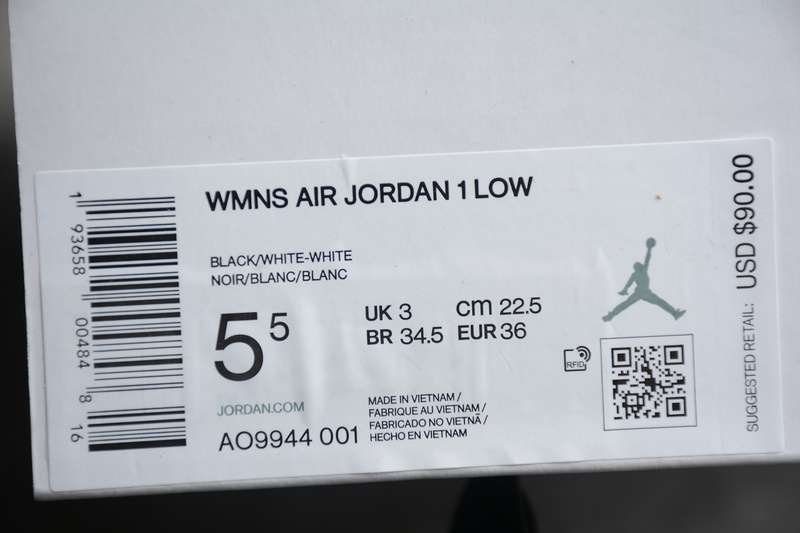 WMNS AIR JORDAN 1 LOW
BLACK/WHITE-WHITE
NOIR/BLANC/BLANC
5 5
UK 3 cm 22.5
BR 34.5 EUR 36
JORDAN.COM
AO9944 001
MADE IN VIETNAM /
FABRIQUE AU VIETNAM /
FABRICADO NO VIETNÃ /
HECHO EN VIETNAM
RFID
SUGGESTED RETAIL: USD $90.00
1 93658 00484 8 16